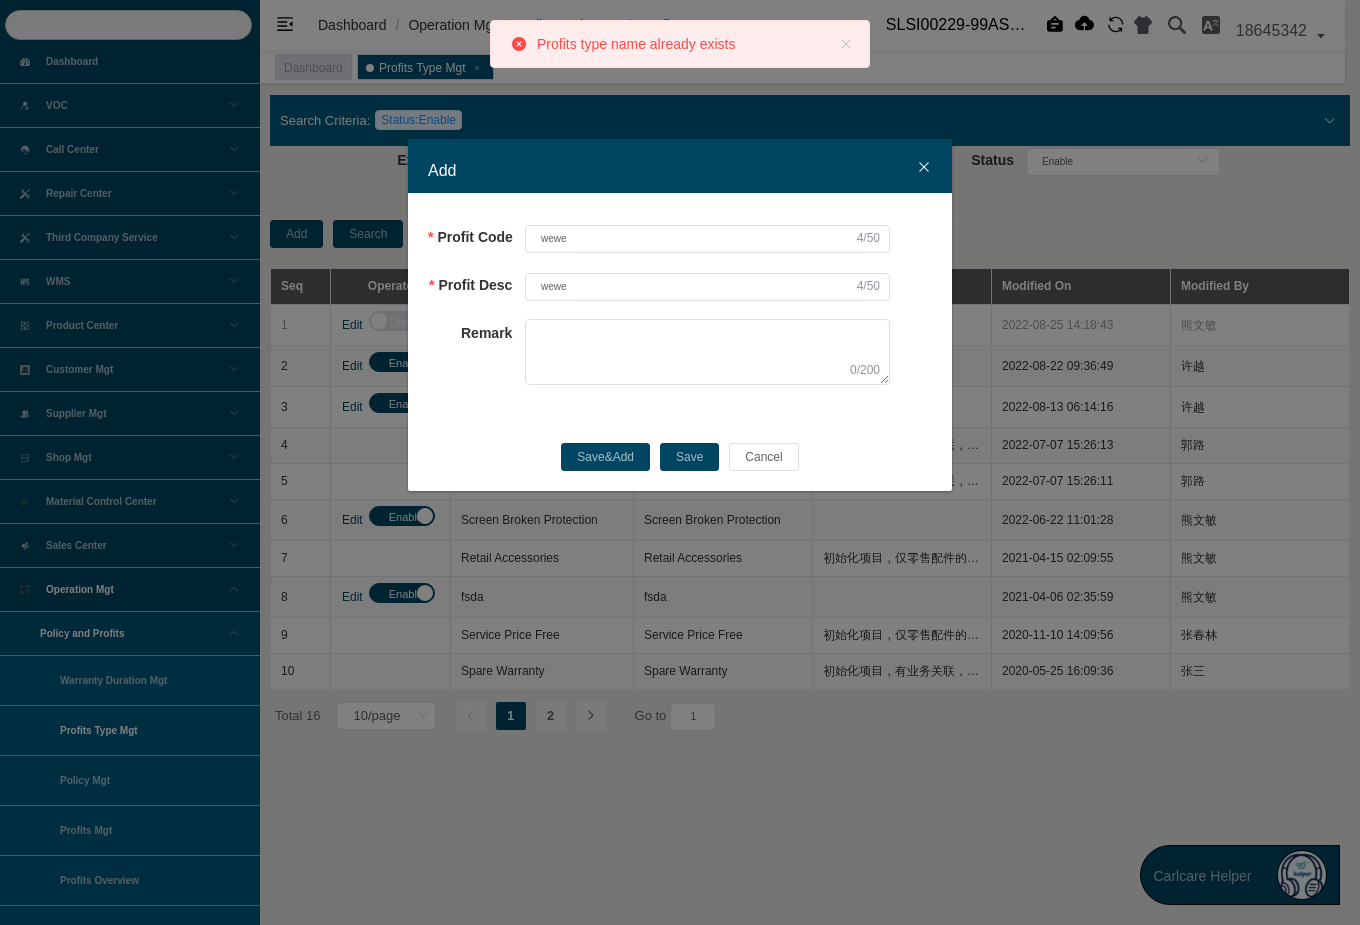 Dashboard / Operation Mg
SLSI00229-99AS…
18645342
Profits type name already exists
Dashboard
Profits Type Mgt ×
Search Criteria: Status:Enable
Status
Enable
Add
Search
Dashboard
VOC
Call Center
Repair Center
Third Company Service
WMS
Product Center
Customer Mgt
Supplier Mgt
Shop Mgt
Material Control Center
Sales Center
Operation Mgt
Policy and Profits
Warranty Duration Mgt
Profits Type Mgt
Policy Mgt
Profits Mgt
Profits Overview
Add
* Profit Code wewe 4/50
* Profit Desc wewe 4/50
Remark
0/200
Save&Add Save Cancel
Seq Operate Modified On Modified By
1 Edit 2022-08-25 14:18:43 熊文敏
2 Edit Ena 2022-08-22 09:36:49 许越
3 Edit Ena 2022-08-13 06:14:16 许越
4 ，… 2022-07-07 15:26:13 郭路
5 ，… 2022-07-07 15:26:11 郭路
6 Edit Enabl Screen Broken Protection Screen Broken Protection 2022-06-22 11:01:28 熊文敏
7 Retail Accessories Retail Accessories 初始化项目，仅零售配件的… 2021-04-15 02:09:55 熊文敏
8 Edit Enabl fsda fsda 2021-04-06 02:35:59 熊文敏
9 Service Price Free Service Price Free 初始化项目，仅零售配件的… 2020-11-10 14:09:56 张春林
10 Spare Warranty Spare Warranty 初始化项目，有业务关联，… 2020-05-25 16:09:36 张三
Total 16 10/page 1 2 Go to 1
Carlcare Helper
helper